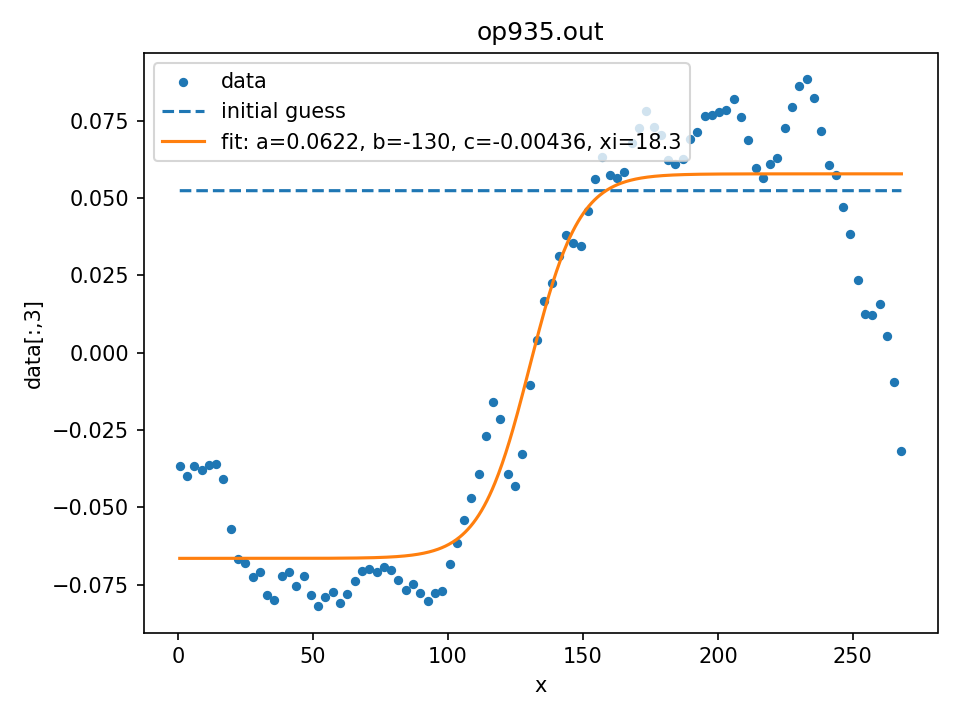 op935.out
data
initial guess
fit: a=0.0622, b=-130, c=-0.00436, xi=18.3
0.075
0.050
0.025
0.000
−0.025
−0.050
−0.075
data[:,3]
0 50 100 150 200 250
x